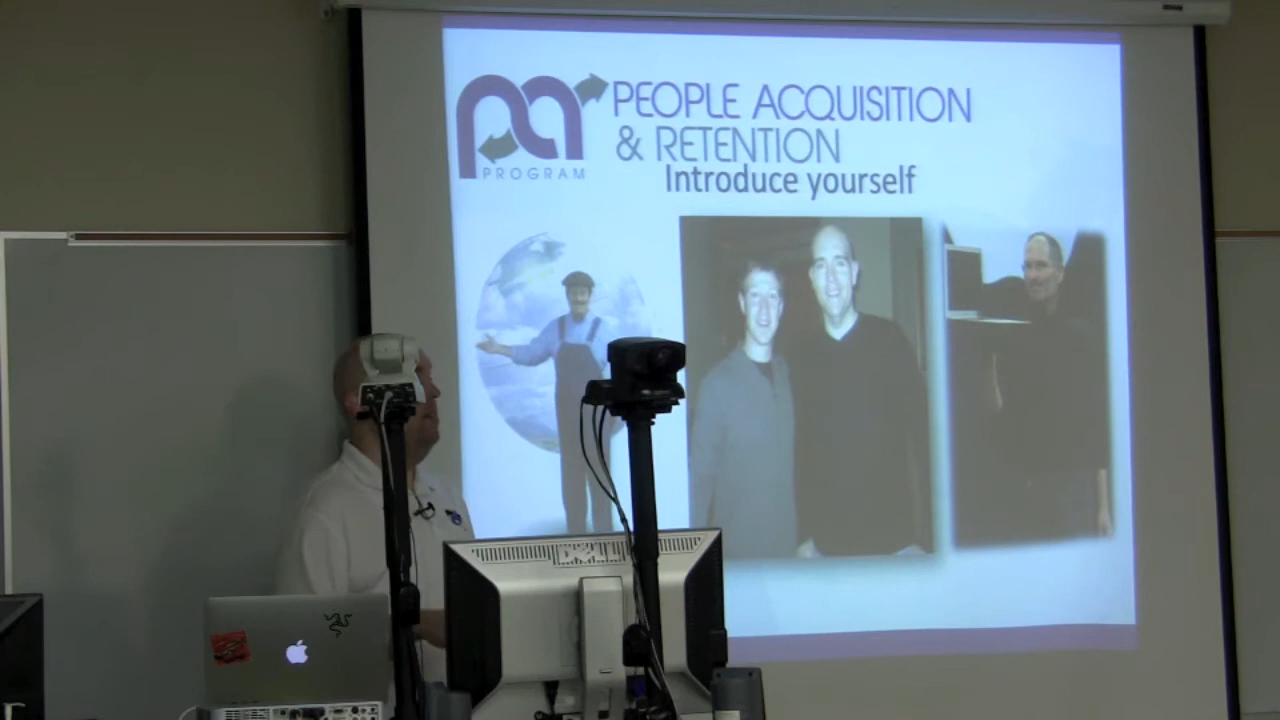 PEOPLE ACQUISITION
& RETENTION
PROGRAM
Introduce yourself